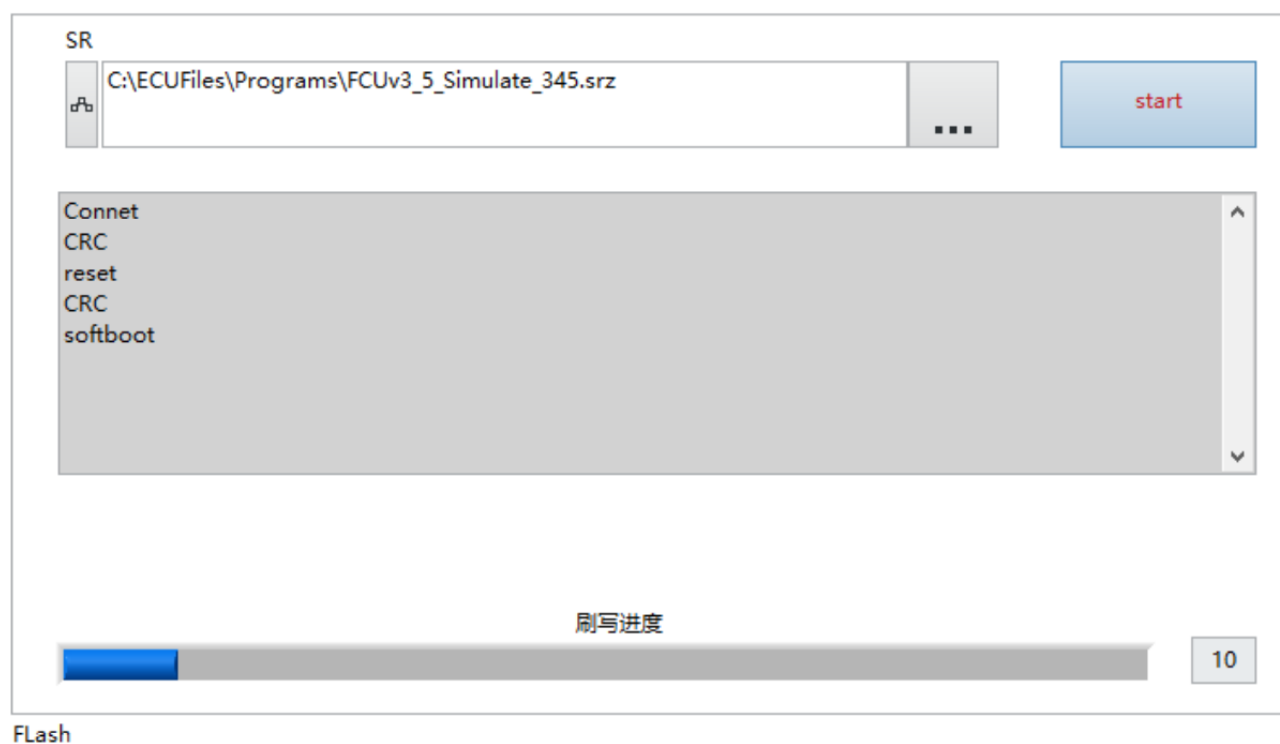 SR
C:\ECUFiles\Programs\FCUv3_5_Simulate_345.srz
...
start
Connet
CRC
reset
CRC
softboot
刷写进度
10
FLash